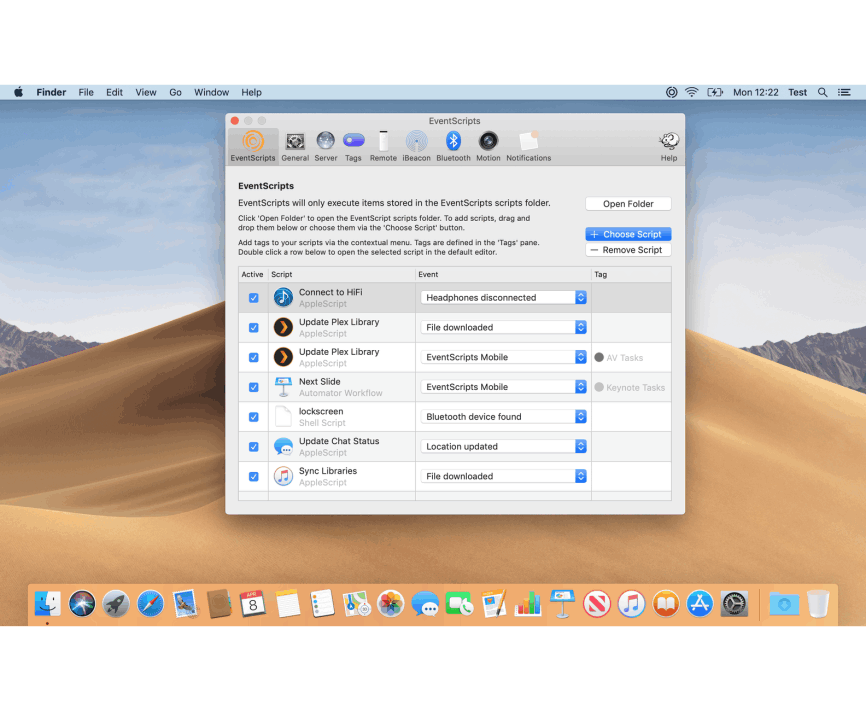 Finder File Edit View Go Window Help Mon 12:22 Test
EventScripts
EventScripts General Server Tags Remote iBeacon Bluetooth Motion Notifications Help
EventScripts
EventScripts will only execute items stored in the EventScripts scripts folder.
Open Folder
Click 'Open Folder' to open the EventScript scripts folder. To add scripts, drag and
drop them below or choose them via the 'Choose Script' button.
Choose Script
Add tags to your scripts via the contextual menu. Tags are defined in the 'Tags' pane.
Double click a row below to open the selected script in the default editor.
Remove Script
Active Script Event Tag
Connect to HiFi
AppleScript
Headphones disconnected
Update Plex Library
AppleScript
File downloaded
Update Plex Library
AppleScript
EventScripts Mobile
AV Tasks
Next Slide
Automator Workflow
EventScripts Mobile
Keynote Tasks
lockscreen
Shell Script
Bluetooth device found
Update Chat Status
AppleScript
Location updated
Sync Libraries
AppleScript
File downloaded
APR
8